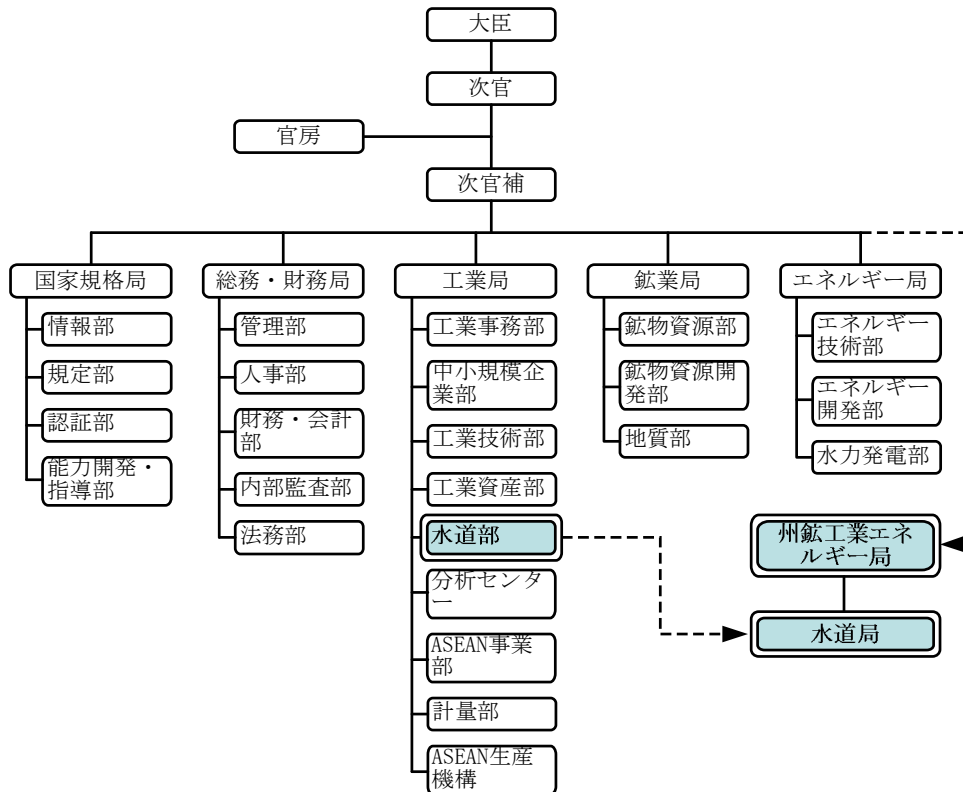 大臣
次官
官房
次官補
国家規格局
総務・財務局
工業局
鉱業局
エネルギー局
情報部
規定部
認証部
能力開発・
指導部
管理部
人事部
財務・会計
部
内部監査部
法務部
工業事務部
中小規模企
業部
工業技術部
工業資産部
水道部
分析センタ
ー
ASEAN事業
部
計量部
ASEAN生産
機構
鉱物資源部
鉱物資源開
発部
地質部
エネルギー
技術部
エネルギー
開発部
水力発電部
州鉱工業エネ
ルギー局
水道局